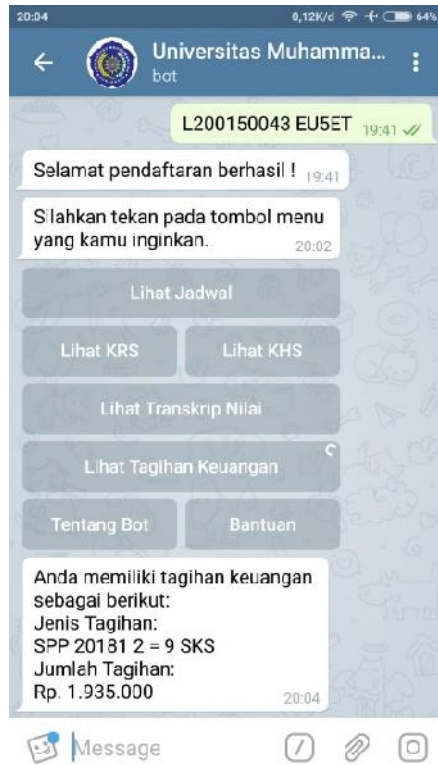 20:04 0,12K/d 64%
Universitas Muhamma...
bot
L200150043 EU5ET 19:41
Selamat pendaftaran berhasil ! 19:41
Silahkan tekan pada tombol menu
yang kamu inginkan. 20:02
Lihat Jadwal
Lihat KRS Lihat KHS
Lihat Transkrip Nilai
Lihat Tagihan Keuangan
Tentang Bot Bantuan
Anda memiliki tagihan keuangan
sebagai berikut:
Jenis Tagihan:
SPP 20181 2 = 9 SKS
Jumlah Tagihan:
Rp. 1.935.000 20:04
Message